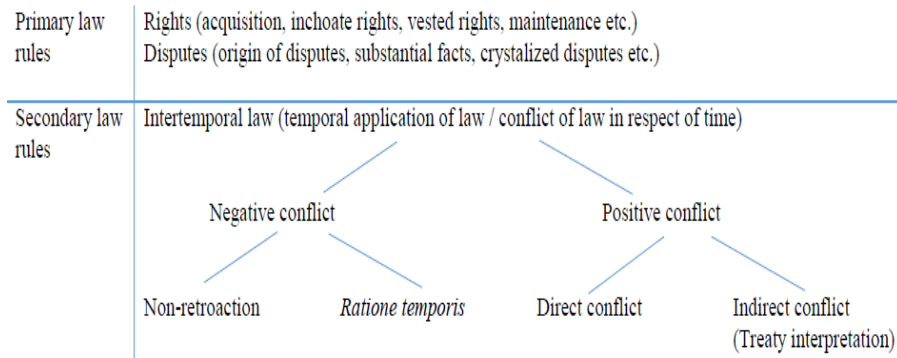 Primary law
rules
Rights (acquisition, inchoate rights, vested rights, maintenance etc.)
Disputes (origin of disputes, substantial facts, crystalized disputes etc.)
Secondary law
rules
Intertemporal law (temporal application of law / conflict of law in respect of time)
Negative conflict
Positive conflict
Non-retroaction
Ratione temporis
Direct conflict
Indirect conflict
(Treaty interpretation)